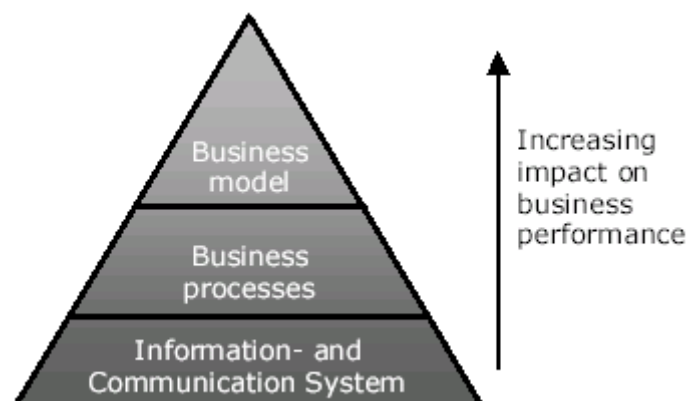 Business
model
Business
processes
Information- and
Communication System
Increasing
impact on
business
performance